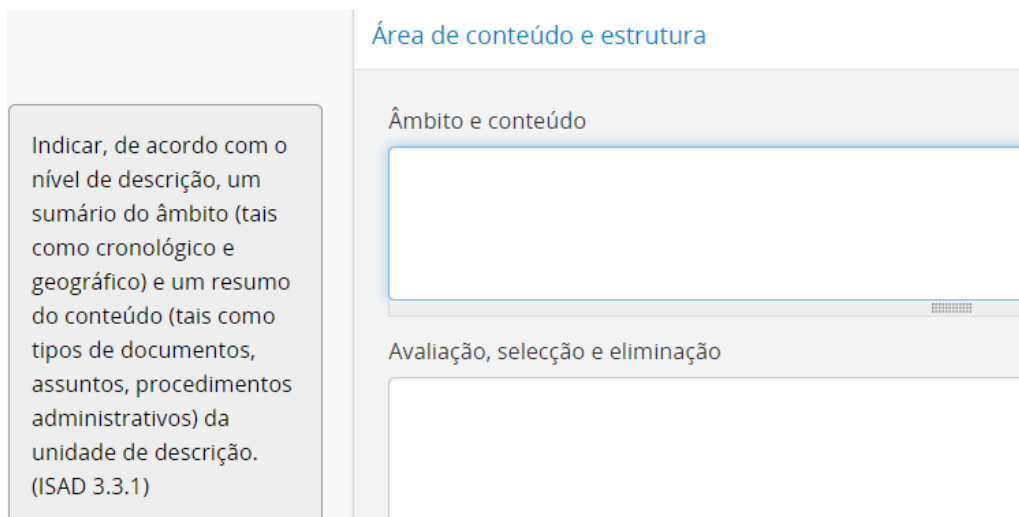 Área de conteúdo e estrutura
Indicar, de acordo com o
nível de descrição, um
sumário do âmbito (tais
como cronológico e
geográfico) e um resumo
do conteúdo (tais como
tipos de documentos,
assuntos, procedimentos
administrativos) da
unidade de descrição.
(ISAD 3.3.1)
Âmbito e conteúdo
Avaliação, selecção e eliminação